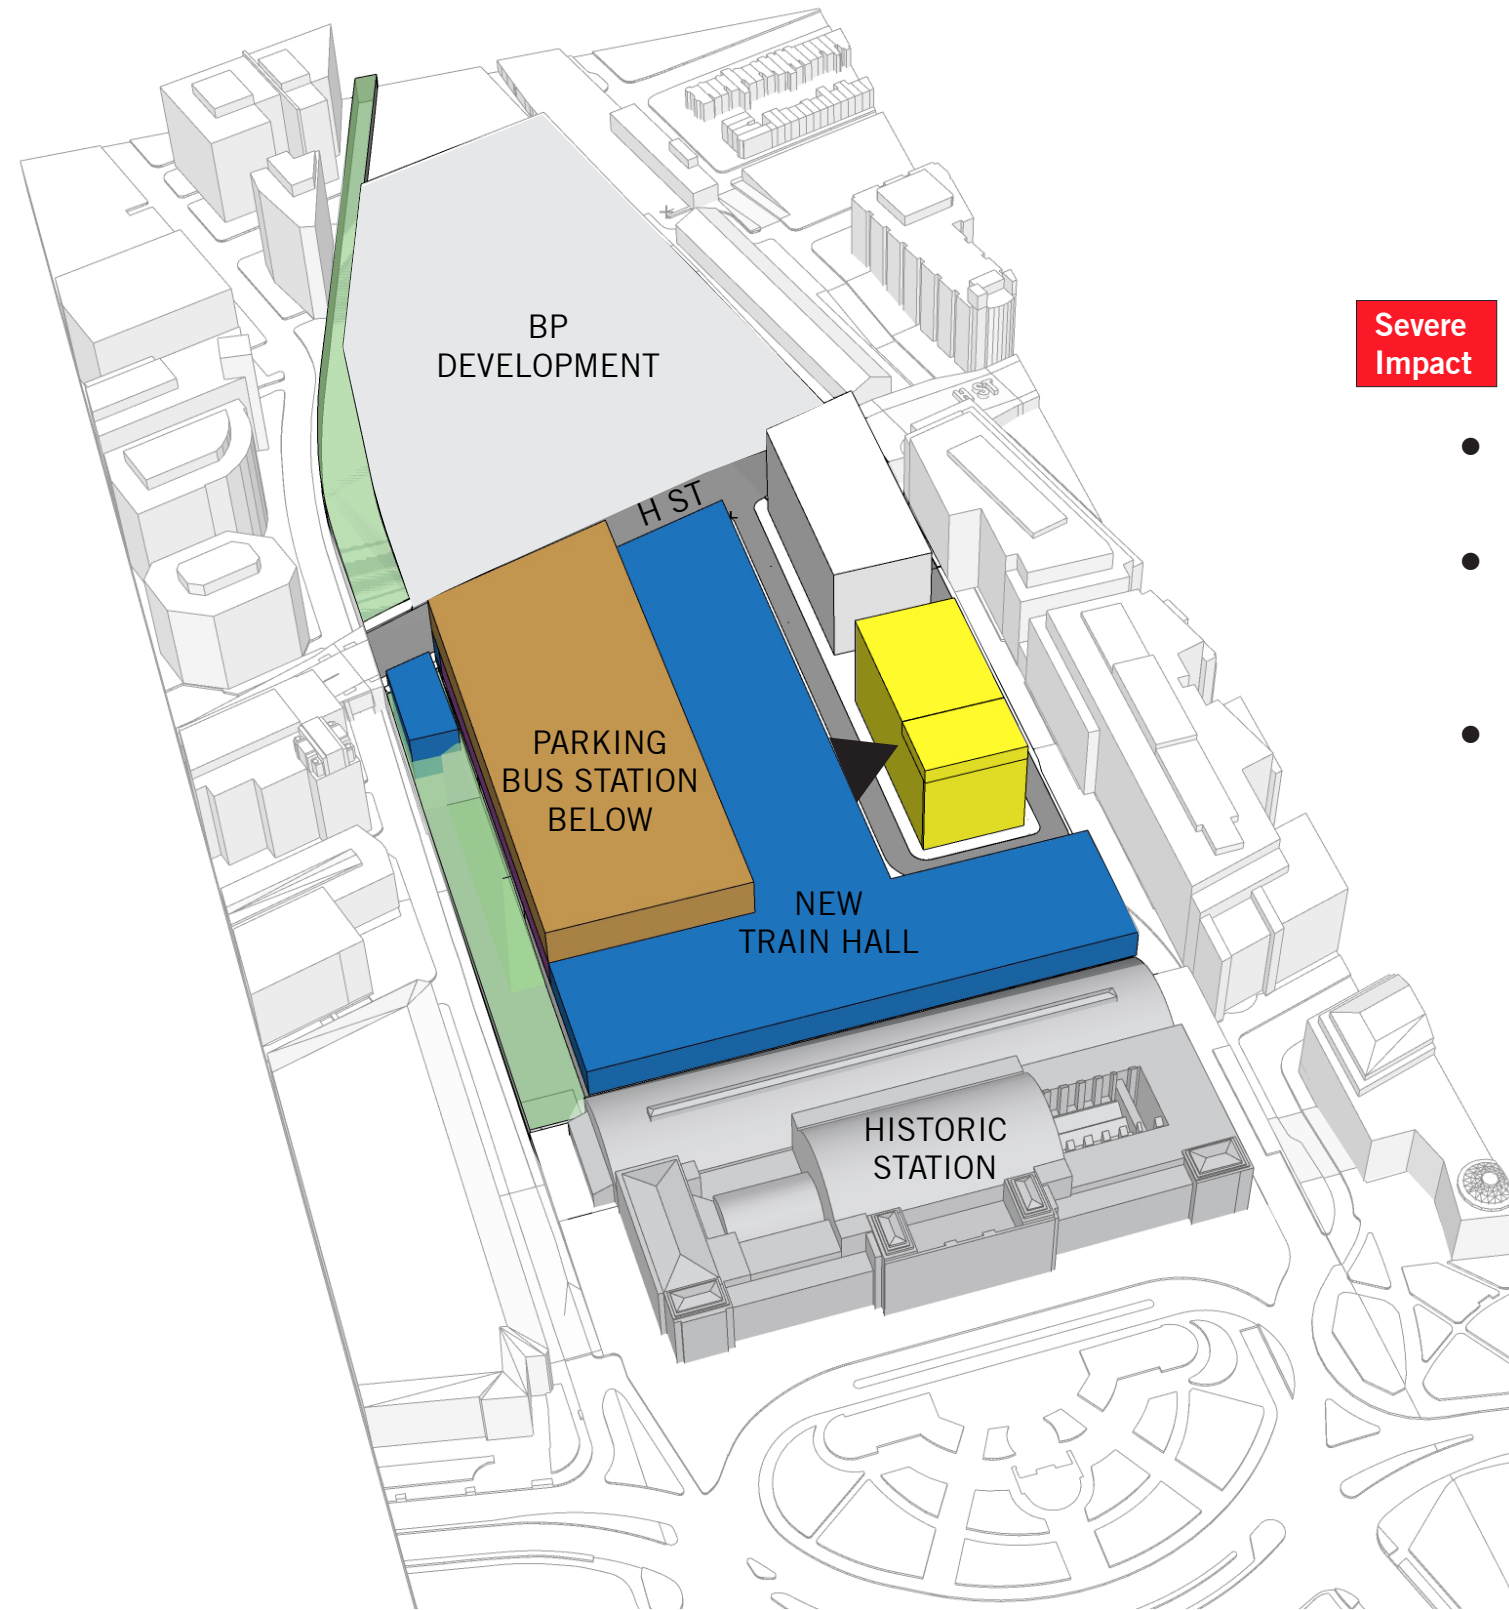 BP
DEVELOPMENT
Severe
Impact
H ST
H ST
PARKING
BUS STATION
BELOW
NEW
TRAIN HALL
HISTORIC
STATION